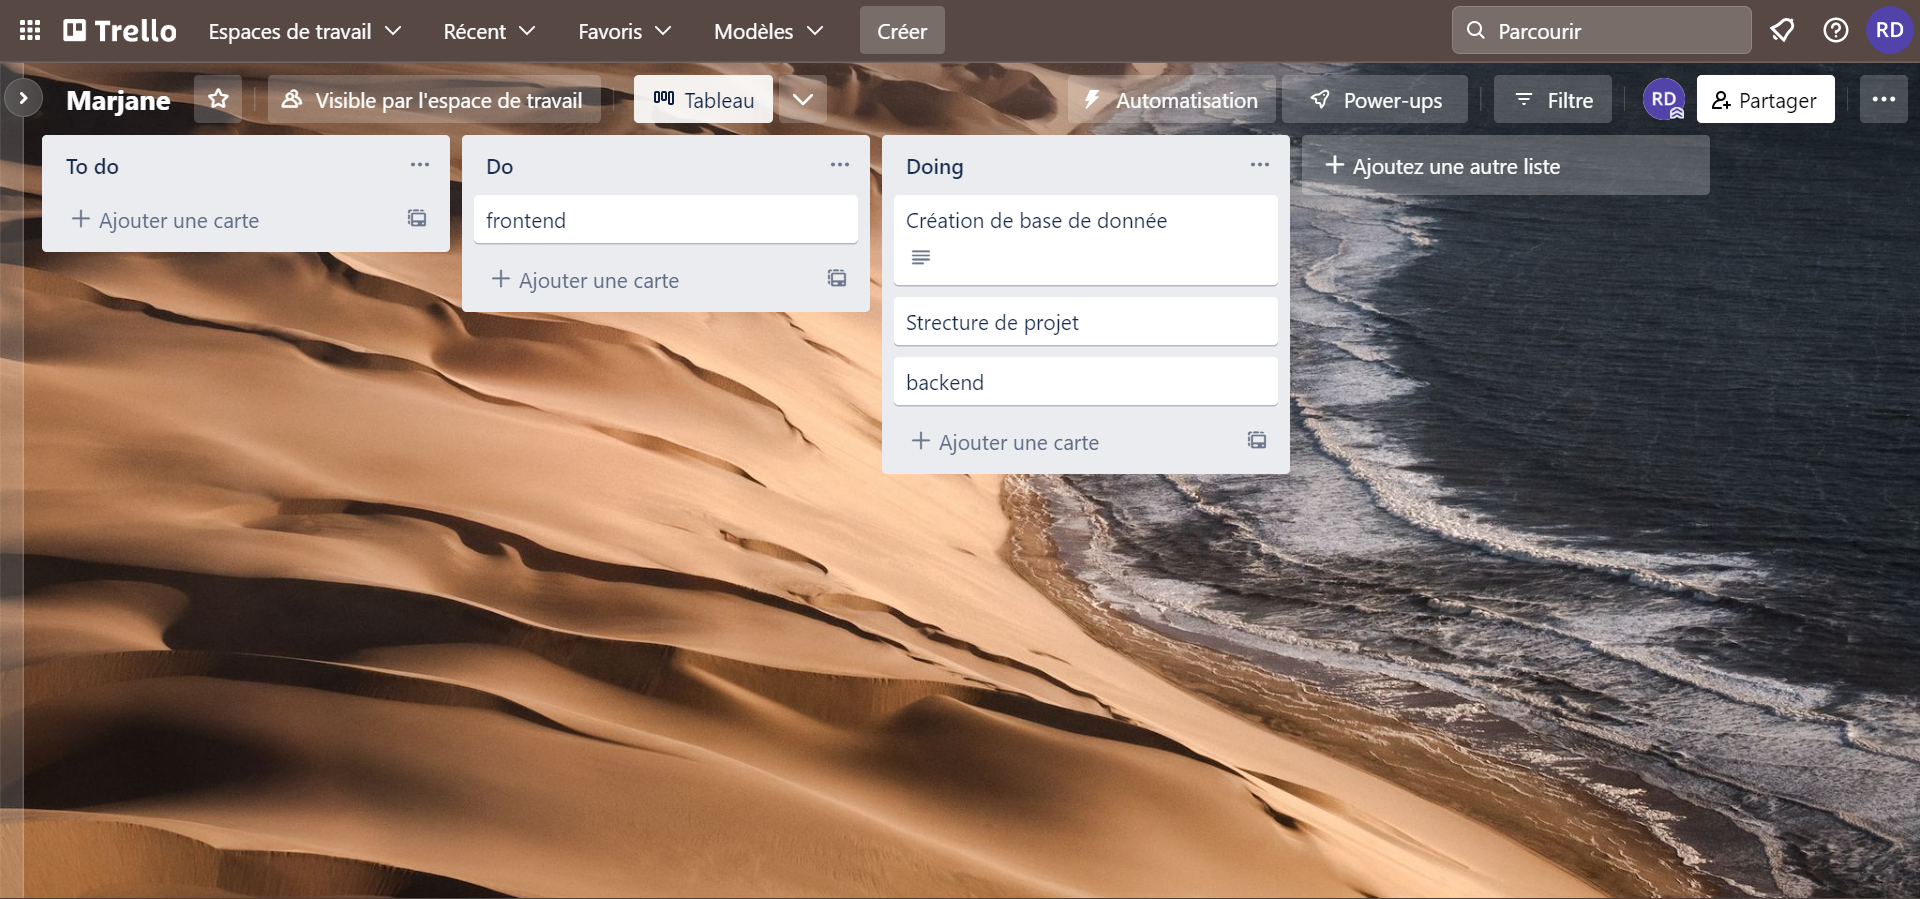 Trello Espaces de travail Récent Favoris Modèles Créer Parcourir RD
Marjane Visible par l'espace de travail Tableau Automatisation Power-ups Filtre RD Partager
To do
Ajouter une carte
Do
frontend
Ajouter une carte
Doing
Création de base de donnée
Strecture de projet
backend
Ajouter une carte
Ajoutez une autre liste